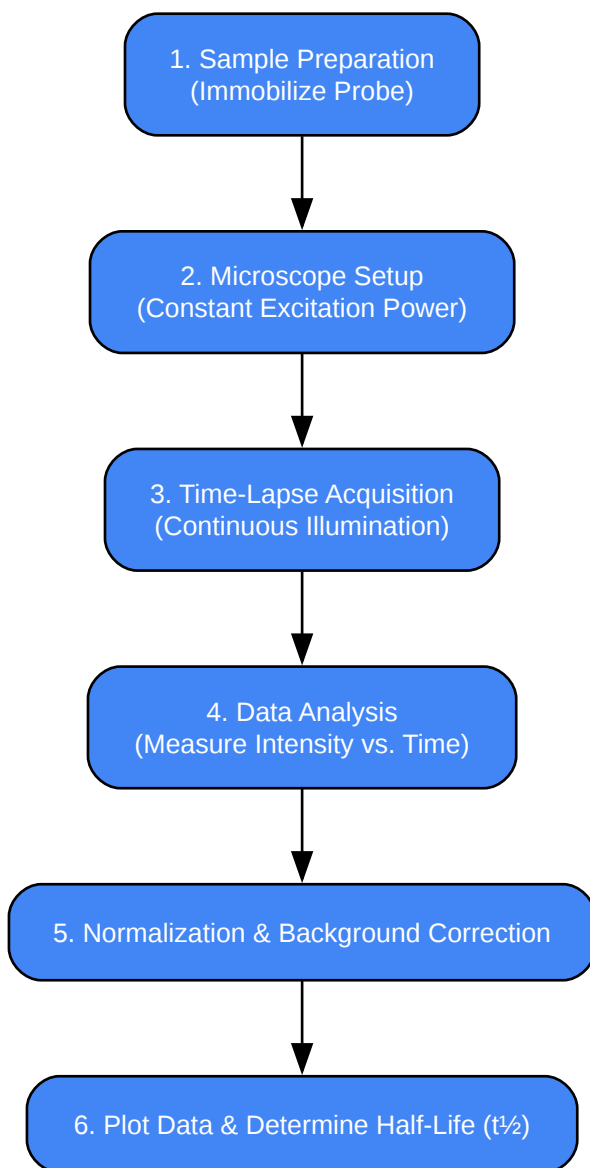 1. Sample Preparation
(Immobilize Probe)
2. Microscope Setup
(Constant Excitation Power)
3. Time-Lapse Acquisition
(Continuous Illumination)
4. Data Analysis
(Measure Intensity vs. Time)
5. Normalization & Background Correction
6. Plot Data & Determine Half-Life (t½)